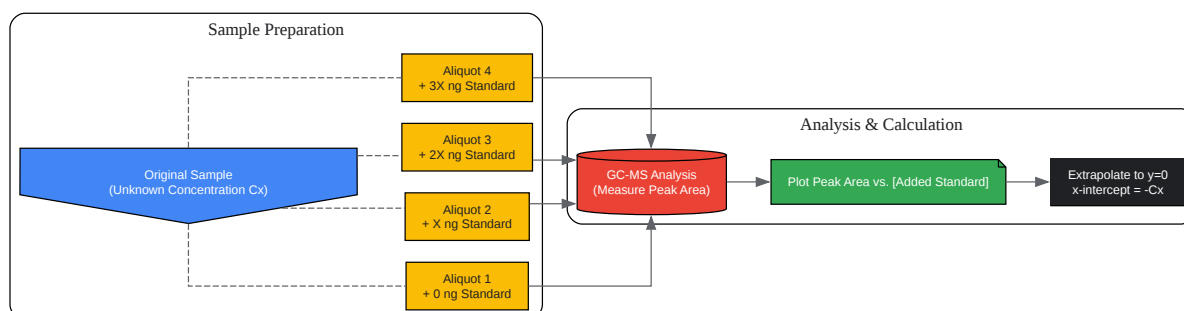 Sample Preparation
Aliquot 4
+ 3X ng Standard
Aliquot 3
+ 2X ng Standard
Original Sample
(Unknown Concentration Cx)
Aliquot 2
+ X ng Standard
Aliquot 1
+ 0 ng Standard
Analysis & Calculation
GC-MS Analysis
(Measure Peak Area)
Plot Peak Area vs. [Added Standard]
Extrapolate to y=0
x-intercept = -Cx